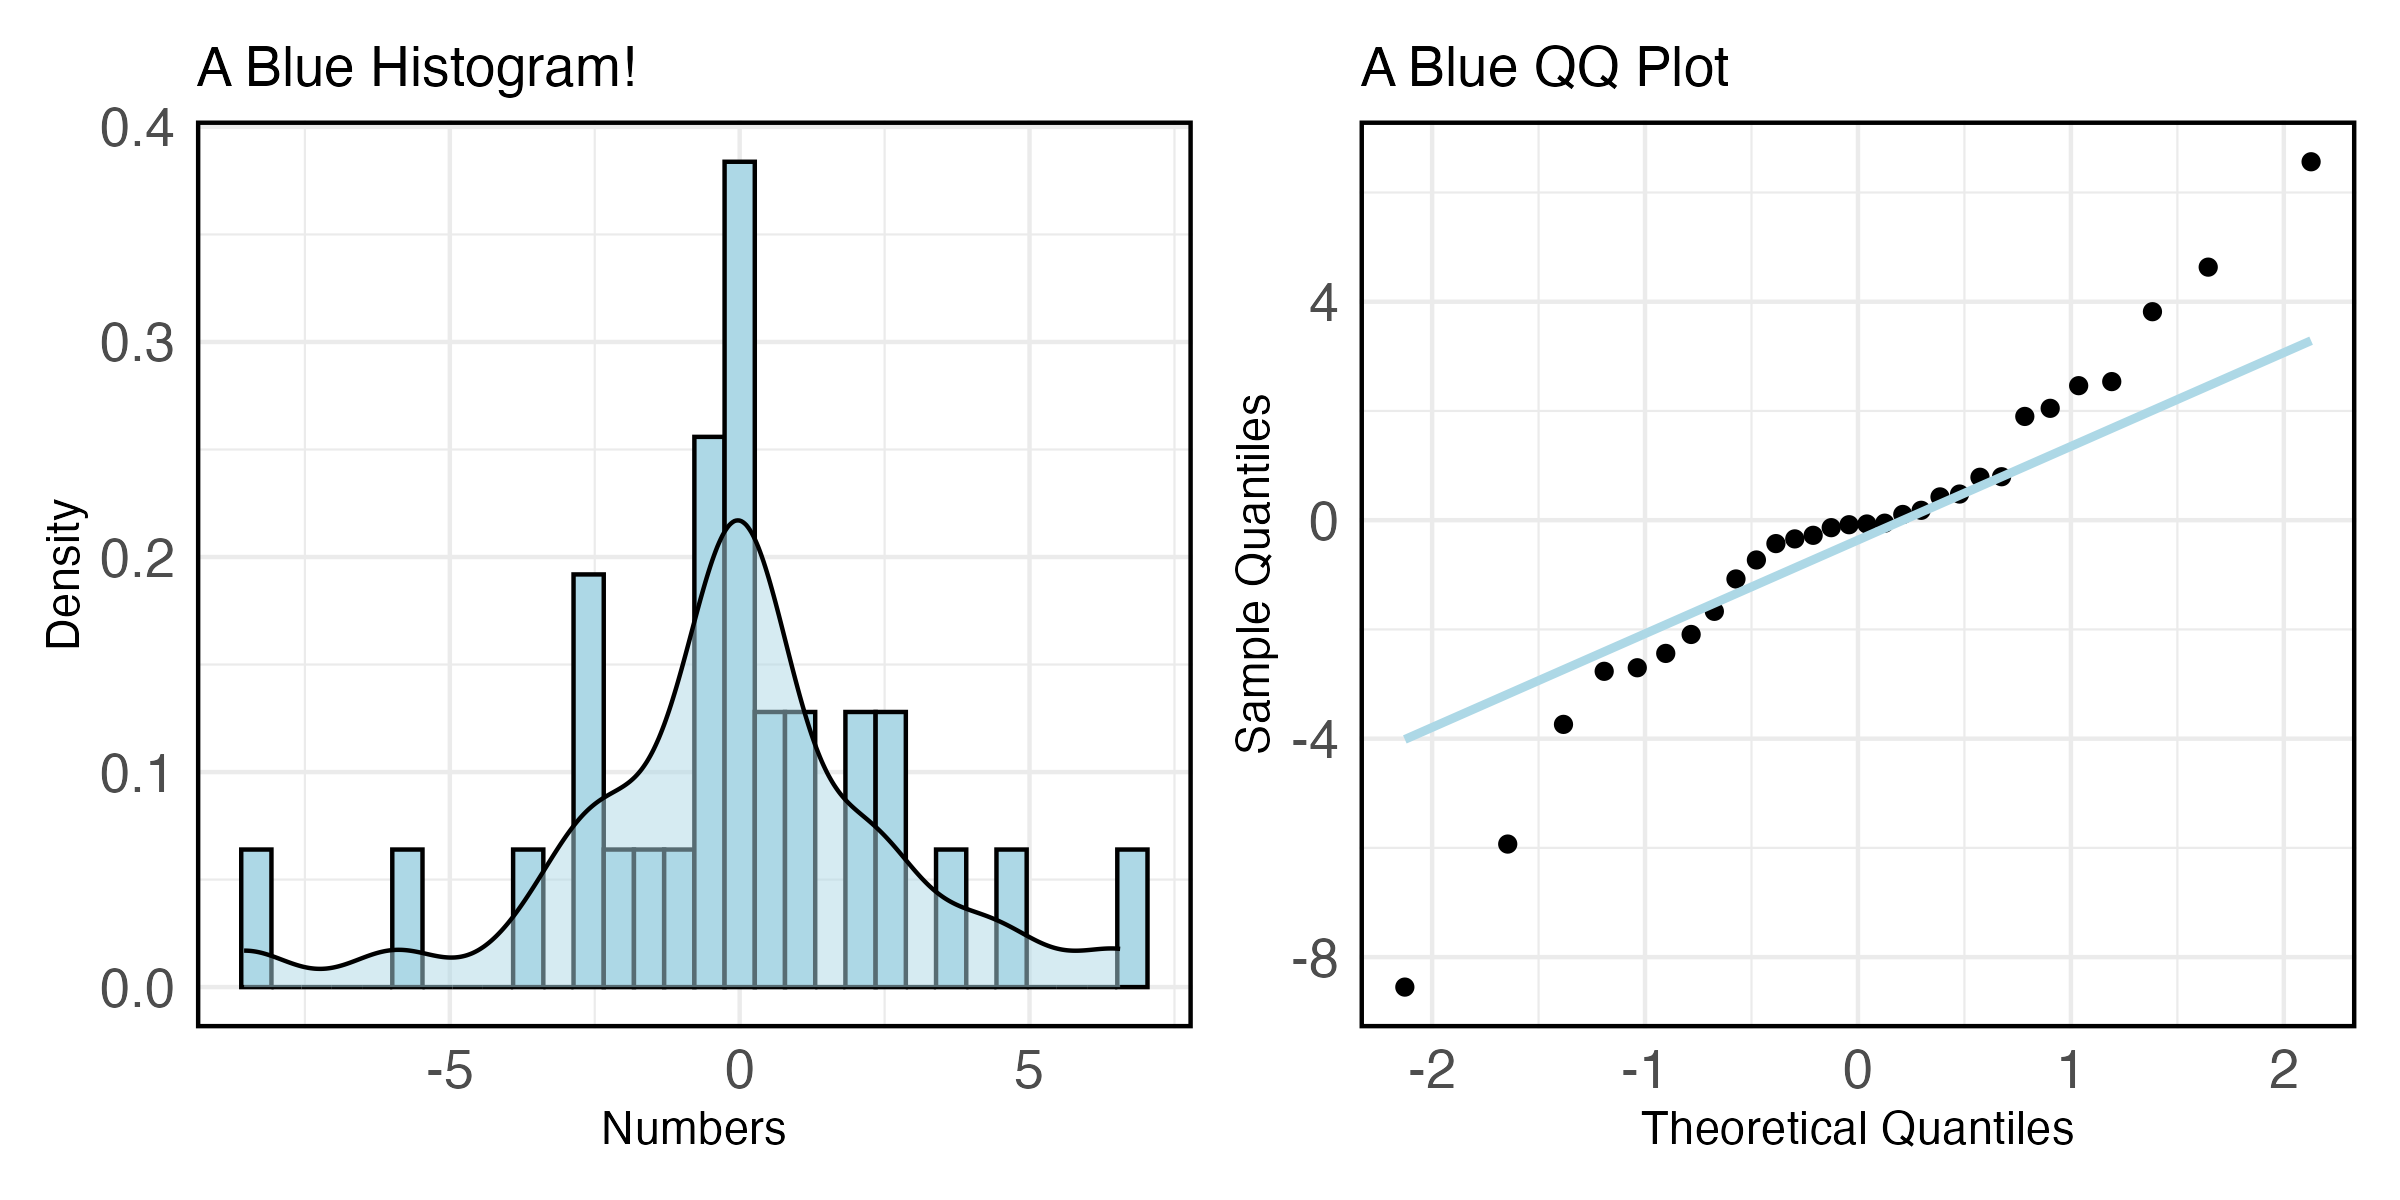 A Blue Histogram!
0.4
0.3
0.2
0.1
0.0
Density
-5 0 5
Numbers
A Blue QQ Plot
4
0
-4
-8
Sample Quantiles
-2 -1 0 1 2
Theoretical Quantiles